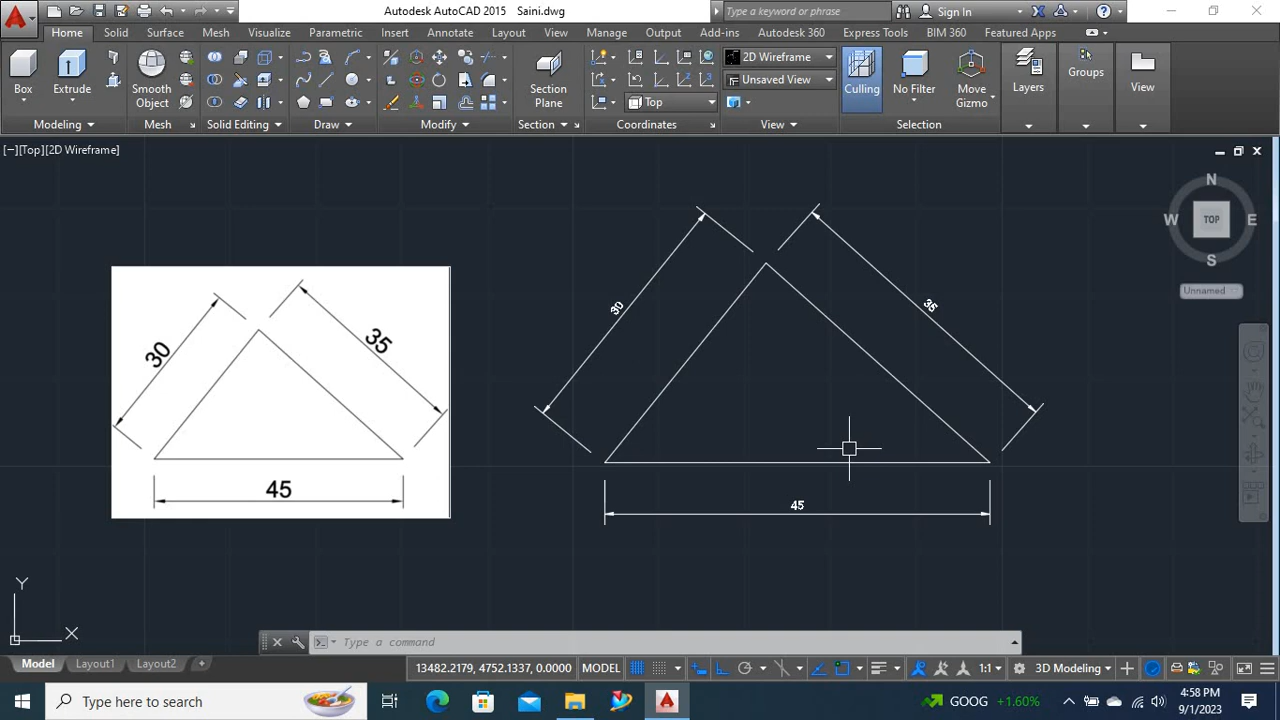 Autodesk AutoCAD 2015 Saini.dwg
Type a keyword or phrase
Sign In
Home Solid Surface Mesh Visualize Parametric Insert Annotate Layout View Manage Output Add-ins Autodesk 360 Express Tools BIM 360 Featured Apps
Box
Extrude
Smooth Object
Section Plane
2D Wireframe
Unsaved View
Top
Culling
No Filter
Move Gizmo
Layers
Groups
View
Modeling Mesh Solid Editing Draw Modify Section Coordinates View Selection
[−][Top][2D Wireframe]
N
W TOP E
S
Unnamed
30
35
45
30
35
45
Y
X
Type a command
Model Layout1 Layout2 +
13482.2179, 4752.1337, 0.0000 MODEL 1:1 3D Modeling
Type here to search
GOOG +1.60%
4:58 PM
9/1/2023